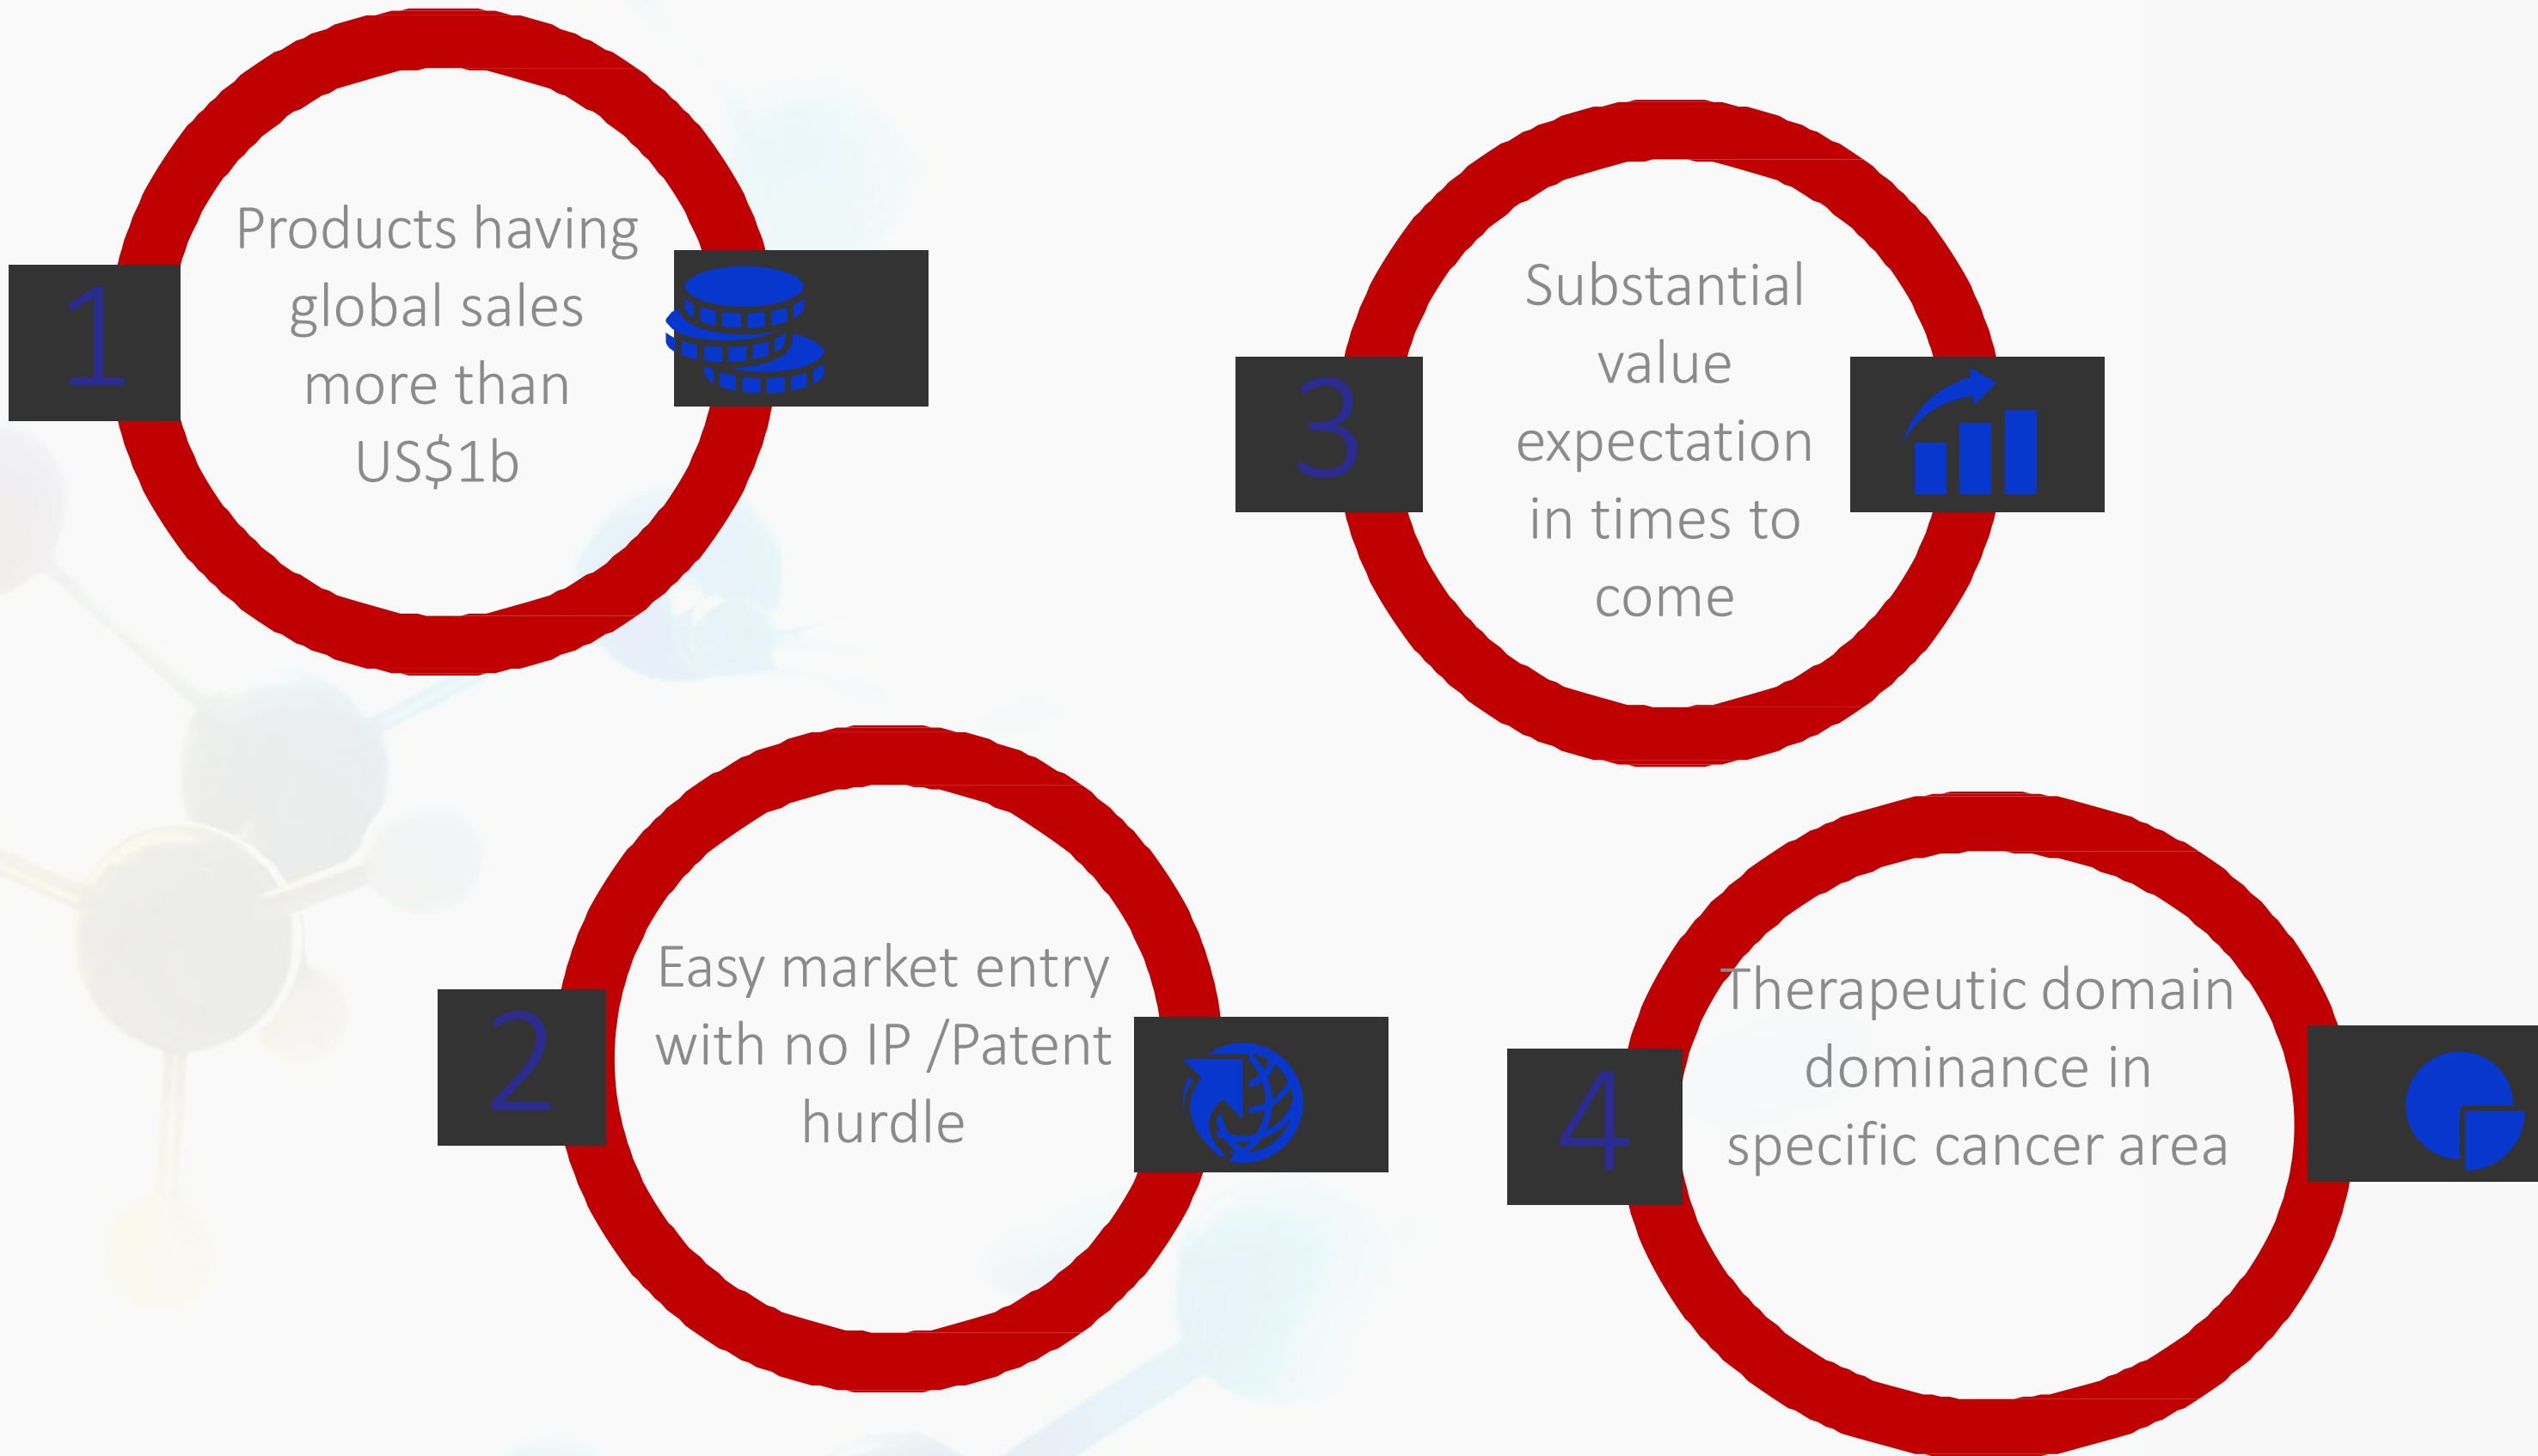 1
Products having
global sales
more than
US$1b
2
Easy market entry
with no IP /Patent
hurdle
3
Substantial
value
expectation
in times to
come
4
Therapeutic domain
dominance in
specific cancer area